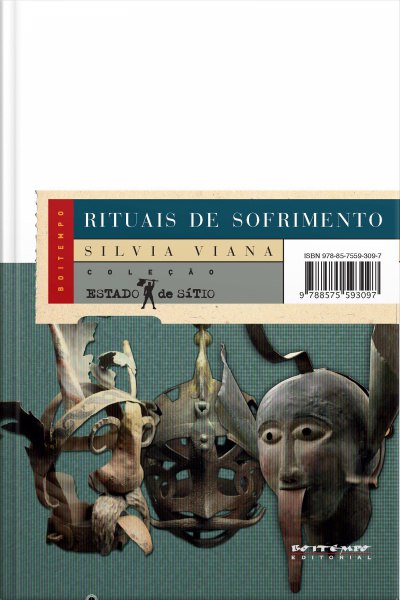 BOITEMPO
RITUAIS DE SOFRIMENTO
SILVIA VIANA
COLEÇÃO
ESTADO de SÍTIO
ISBN 978-85-7559-309-7
9 788575 593097
BOITEMPO
EDITORIAL